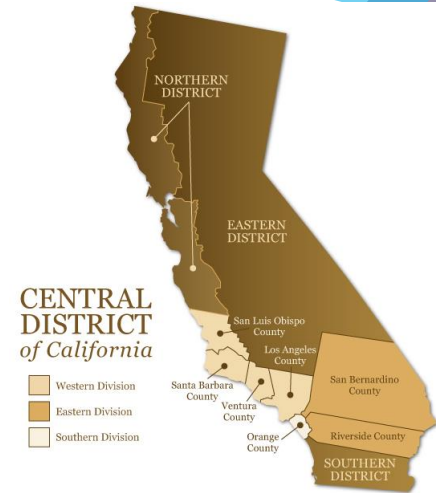 NORTHERN
DISTRICT
EASTERN
DISTRICT
CENTRAL
DISTRICT
of California
Western Division
Eastern Division
Southern Division
San Luis Obispo
County
Los Angeles
County
Santa Barbara
County
Ventura
County
Orange
County
San Bernardino
County
Riverside County
SOUTHERN
DISTRICT